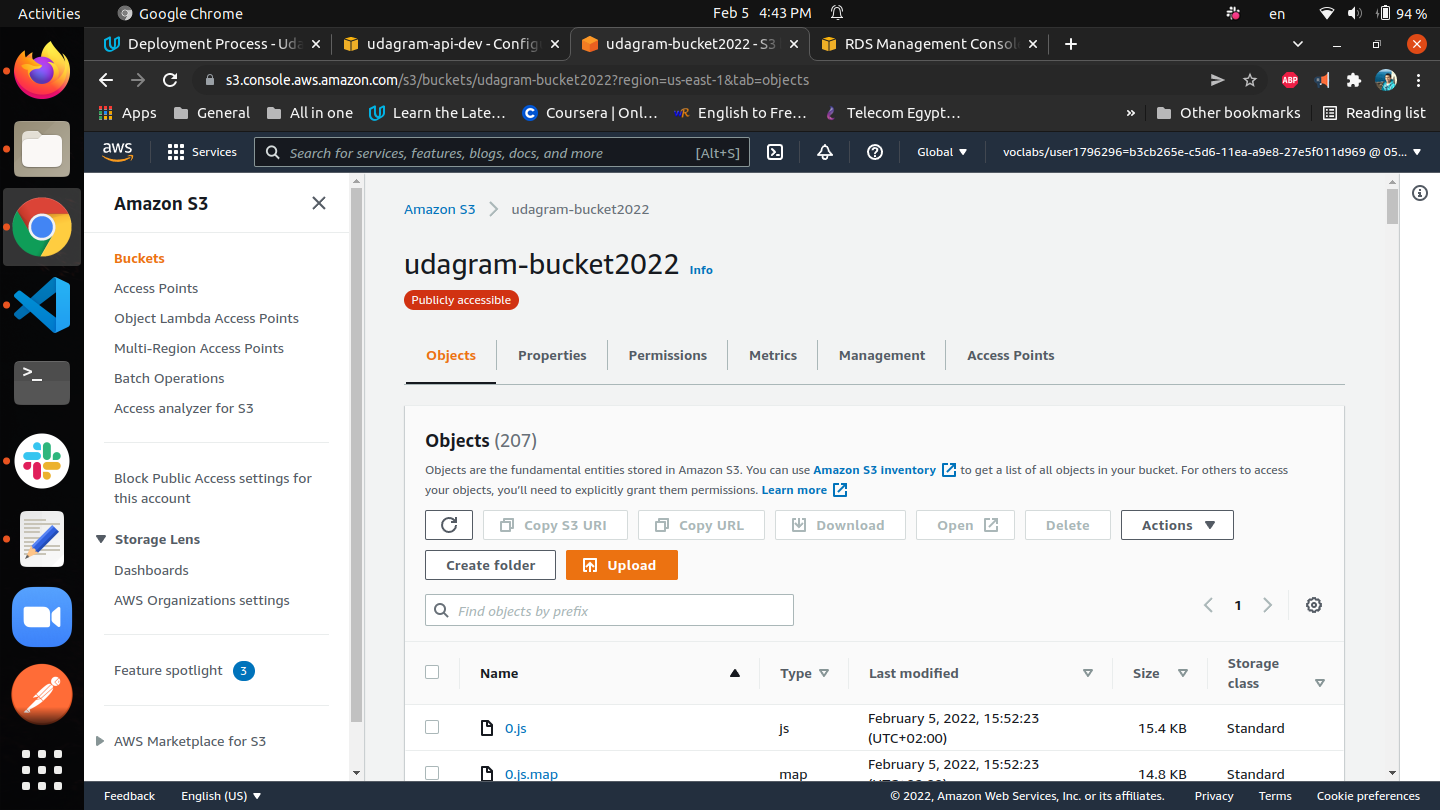 Activities
Google Chrome
Feb 5 4:43 PM
en
94 %
Deployment Process - Uda
udagram-api-dev - Config
udagram-bucket2022 - S3
RDS Management Consol
s3.console.aws.amazon.com/s3/buckets/udagram-bucket2022?region=us-east-1&tab=objects
ABP
Apps
General
All in one
Learn the Late...
Coursera | Onl...
English to Fre...
Telecom Egypt...
»
Other bookmarks
Reading list
aws
Services
Search for services, features, blogs, docs, and more
[Alt+S]
Global
voclabs/user1796296=b3cb265e-c5d6-11ea-a9e8-27e5f011d969 @ 05...
Amazon S3
Buckets
Access Points
Object Lambda Access Points
Multi-Region Access Points
Batch Operations
Access analyzer for S3
Block Public Access settings for
this account
Storage Lens
Dashboards
AWS Organizations settings
Feature spotlight 3
AWS Marketplace for S3
Amazon S3
udagram-bucket2022
udagram-bucket2022 Info
Publicly accessible
Objects
Properties
Permissions
Metrics
Management
Access Points
Objects (207)
Objects are the fundamental entities stored in Amazon S3. You can use Amazon S3 inventory to get a list of all objects in your bucket. For others to access
your objects, you'll need to explicitly grant them permissions. Learn more
Copy S3 URI
Copy URL
Download
Open
Delete
Actions
Create folder
Upload
Find objects by prefix
1
Name
Type
Last modified
Size
Storage
class
0.js
js
February 5, 2022, 15:52:23
(UTC+02:00)
15.4 KB
Standard
0.js.map
map
February 5, 2022, 15:52:23
(UTC+02:00)
14.8 KB
Standard
Feedback
English (US)
© 2022, Amazon Web Services, Inc. or its affiliates.
Privacy
Terms
Cookie preferences